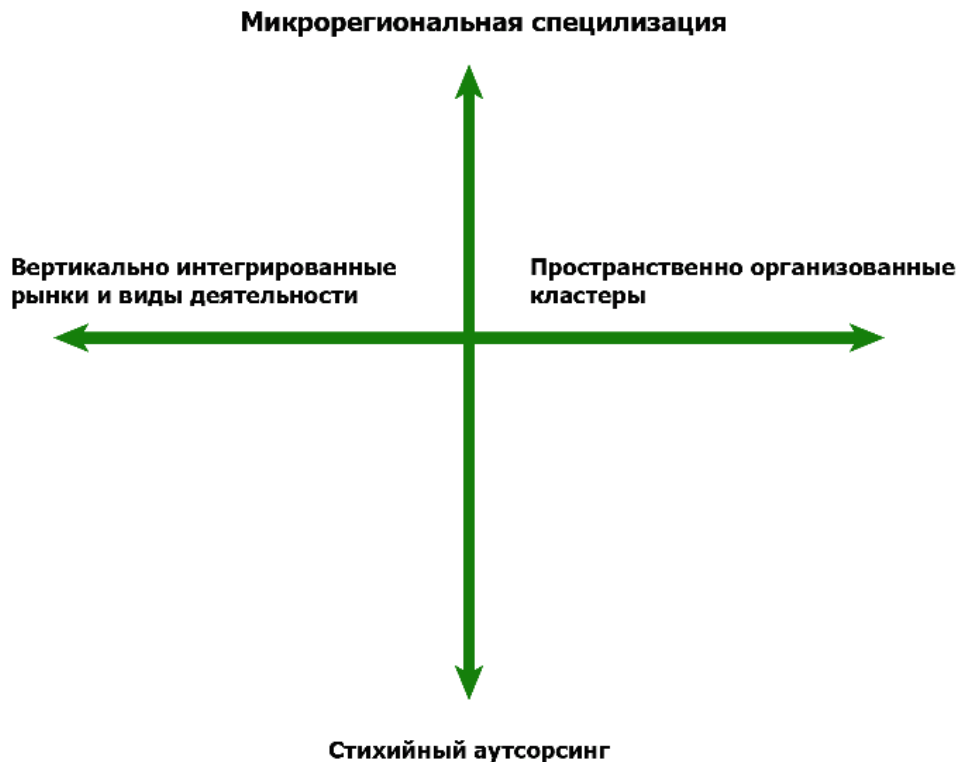 Микрорегиональная специлизация
Вертикально интегрированные
рынки и виды деятельности
Пространственно организованные
кластеры
Стихийный аутсорсинг